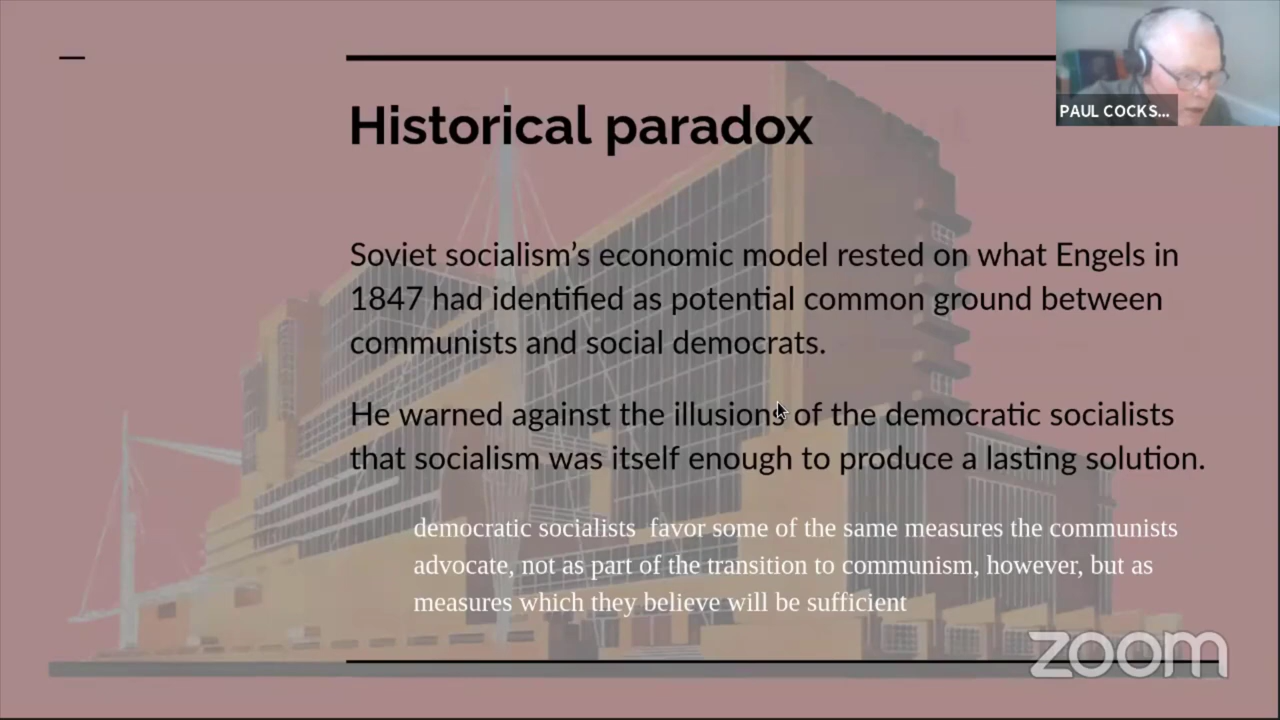 PAUL COCKS...
Historical paradox
Soviet socialism’s economic model rested on what Engels in
1847 had identified as potential common ground between
communists and social democrats.
He warned against the illusions of the democratic socialists
that socialism was itself enough to produce a lasting solution.
democratic socialists  favor some of the same measures the communists
advocate, not as part of the transition to communism, however, but as
measures which they believe will be sufficient
zoom